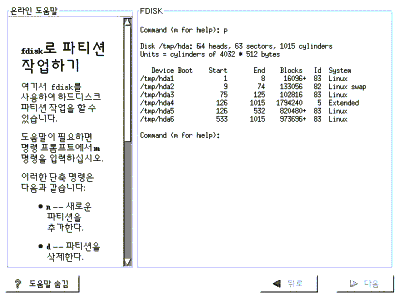 온라인 도움말
fdisk로 파티션
작업하기
여기서 fdisk를
사용하여 하드디스크
파티션 작업을 할 수
있습니다.
도움말이 필요하면
명령 프롬프트에서 m
명령을 입력하십시오.
이러한 단축 명령은
다음과 같습니다:
● n -- 새로운
파티션을
추가한다.
● d -- 파티션을
삭제한다.
FDISK
Command (m for help): p
Disk /tmp/hda: 64 heads, 63 sectors, 1015 cylinders
Units = cylinders of 4032 * 512 bytes
Device Boot Start End Blocks Id System
/tmp/hda1 1 8 16096+ 83 Linux
/tmp/hda2 9 74 133056 82 Linux swap
/tmp/hda3 75 125 102816 83 Linux
/tmp/hda4 126 1015 1794240 5 Extended
/tmp/hda5 126 532 820480+ 83 Linux
/tmp/hda6 533 1015 973696+ 83 Linux
Command (m for help):
? 도움말 숨김
뒤로
다음